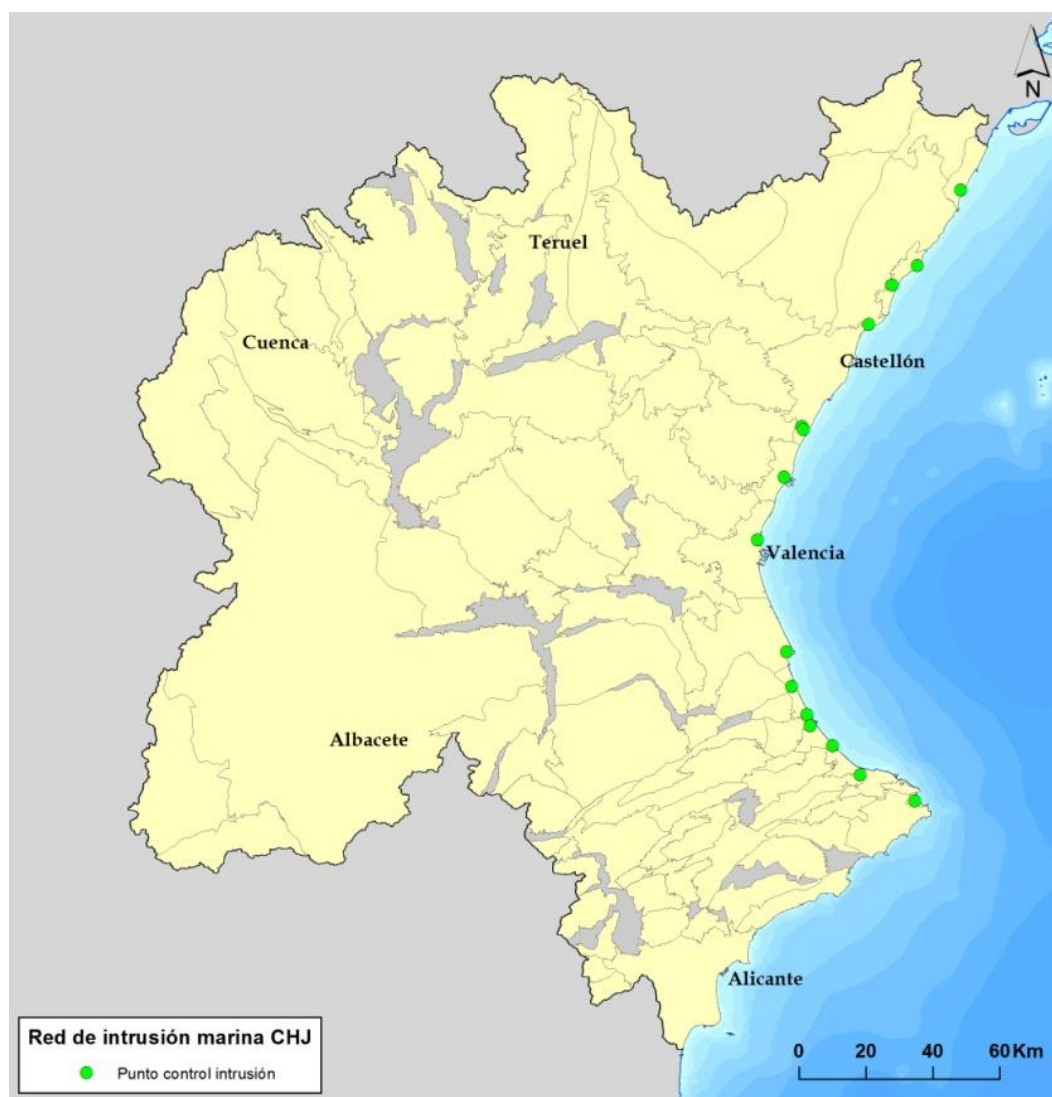 N
Teruel
Cuenca
Castellón
Valencia
Albacete
Alicante
Red de intrusión marina CHJ
Punto control intrusión
0 20 40 60 Km